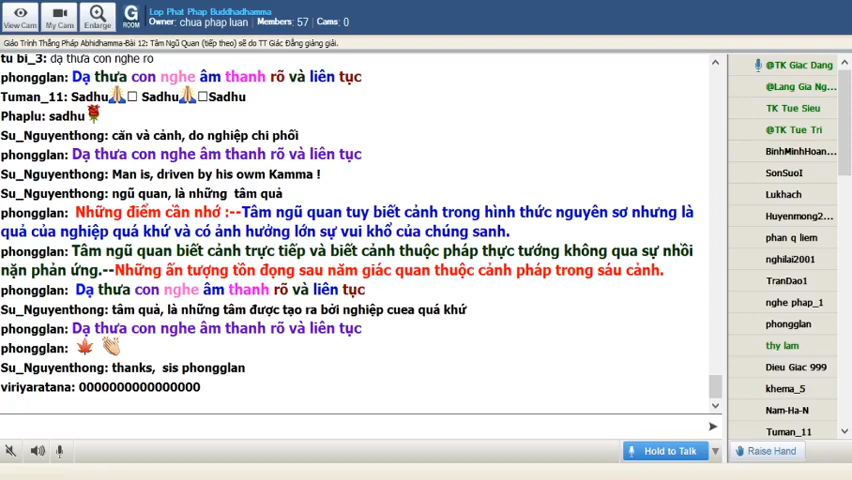 Lop Phat Phap Buddhadhamma
Owner: chua phap luan Members: 57 Cams: 0
View Cam
My Cam
Enlarge
G
ROOM
Giáo Trình Thắng Pháp Abhidhamma-Bài 12: Tâm Ngũ Quan (tiếp theo) sẽ do TT Giác Đẳng giảng giải.
tu bi_3: dạ thưa con nghe ro
phongglan: Dạ thưa con nghe âm thanh rõ và liên tục
Tuman_11: Sadhu🙏□ Sadhu🙏□Sadhu
Phaplu: sadhu🌹
Su_Nguyenthong: căn và cảnh, do nghiệp chi phối
phongglan: Dạ thưa con nghe âm thanh rõ và liên tục
Su_Nguyenthong: Man is, driven by his owm Kamma !
Su_Nguyenthong: ngũ quan, là những tâm quả
phongglan: Những điểm cần nhớ :--Tâm ngũ quan tuy biết cảnh trong hình thức nguyên sơ nhưng là
quả của nghiệp quá khứ và có ảnh hưởng lớn sự vui khổ của chúng sanh.
phongglan: Tâm ngũ quan biết cảnh trực tiếp và biết cảnh thuộc pháp thực tướng không qua sự nhồi
nặn phản ứng.--Những ấn tượng tồn đọng sau năm giác quan thuộc cảnh pháp trong sáu cảnh.
phongglan: Dạ thưa con nghe âm thanh rõ và liên tục
Su_Nguyenthong: tâm quả, là những tâm được tạo ra bởi nghiệp cuea quá khứ
phongglan: Dạ thưa con nghe âm thanh rõ và liên tục
phongglan: 🍁 👏
Su_Nguyenthong: thanks, sis phongglan
viriyaratana: 0000000000000000
@TK Giac Dang
@Lang Gia Ng...
TK Tue Sieu
@TK Tue Tri
BinhMinhHoan...
SonSuoI
Lukhach
Huyenmong2...
phan q liem
nghilai2001
TranDao1
nghe phap_1
phongglan
thy lam
Dieu Giac 999
khema_5
Nam-Ha-N
Tuman_11
Hold to Talk
Raise Hand